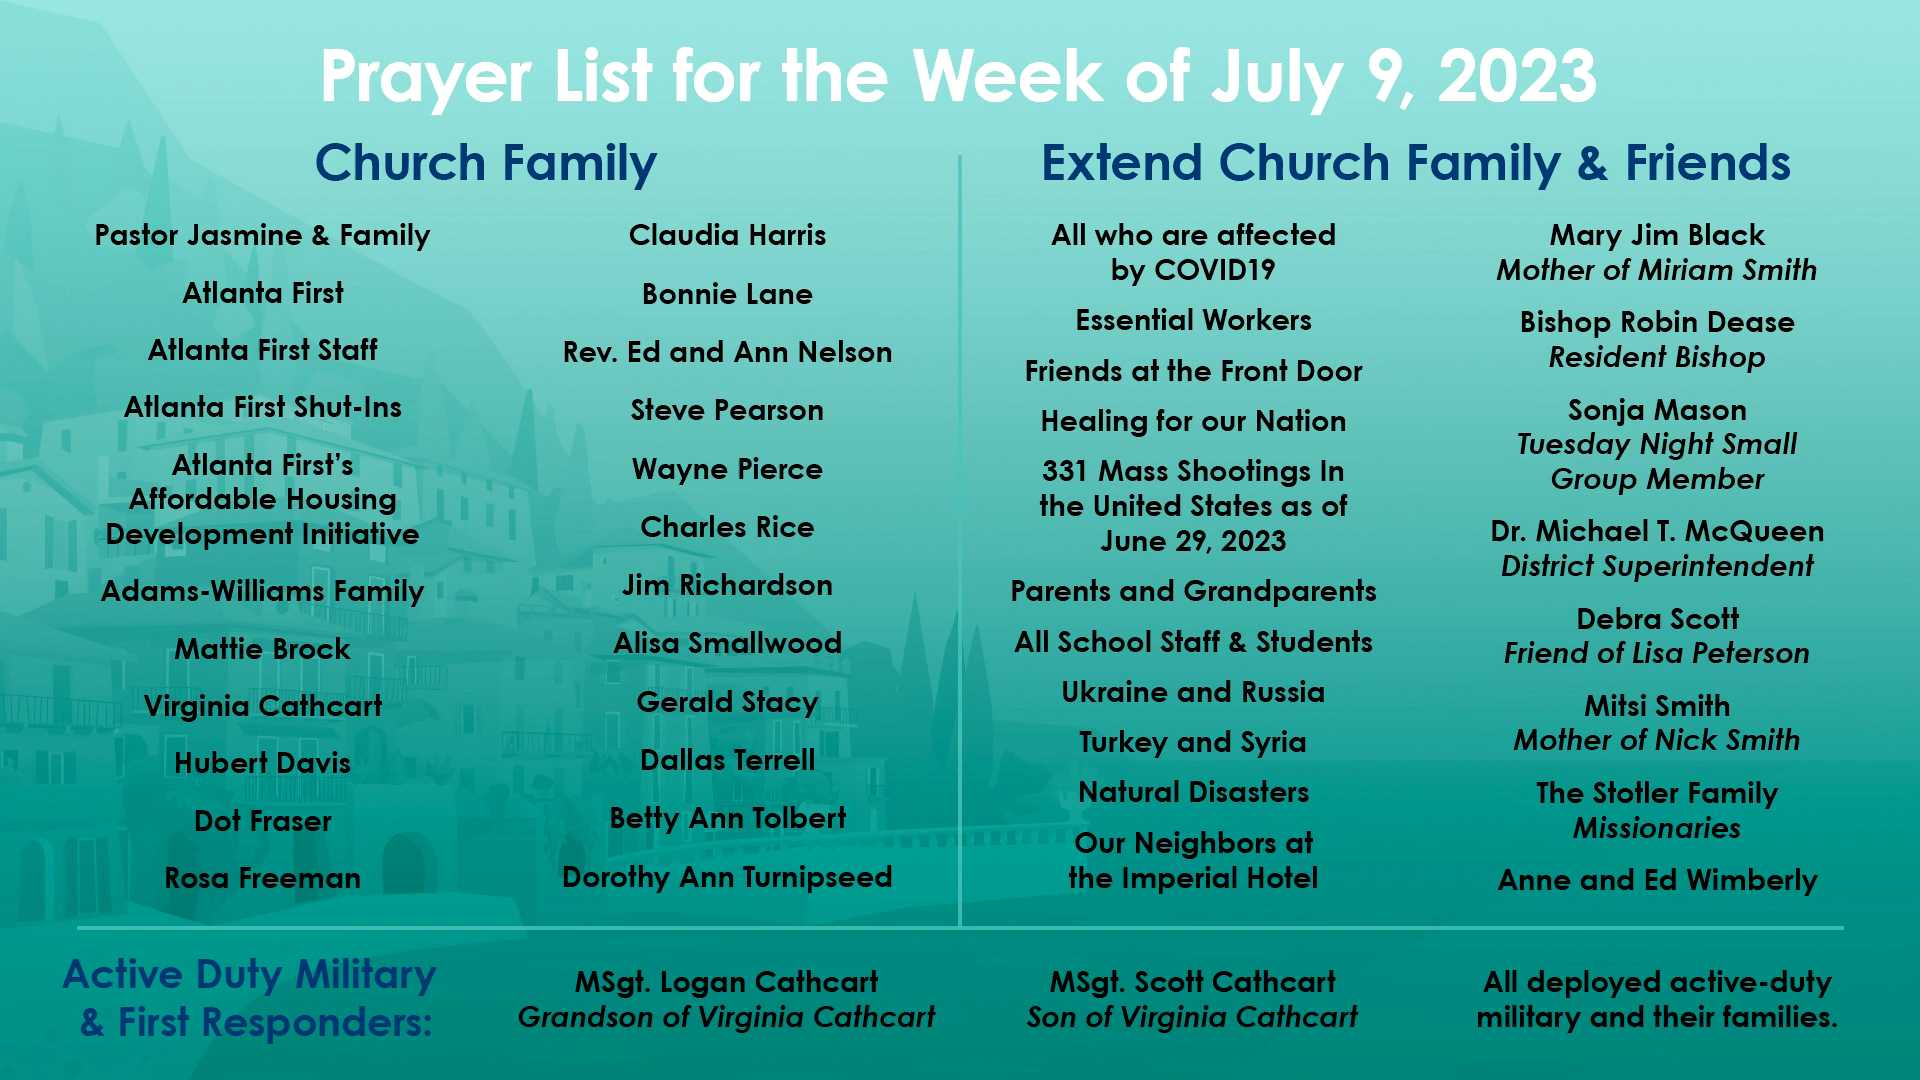 Prayer List for the Week of July 9, 2023
Church Family
Pastor Jasmine & Family
Atlanta First
Atlanta First Staff
Atlanta First Shut-Ins
Atlanta First’s
Affordable Housing
Development Initiative
Adams-Williams Family
Mattie Brock
Virginia Cathcart
Hubert Davis
Dot Fraser
Rosa Freeman
Claudia Harris
Bonnie Lane
Rev. Ed and Ann Nelson
Steve Pearson
Wayne Pierce
Charles Rice
Jim Richardson
Alisa Smallwood
Gerald Stacy
Dallas Terrell
Betty Ann Tolbert
Dorothy Ann Turnipseed
Extend Church Family & Friends
All who are affected
by COVID19
Essential Workers
Friends at the Front Door
Healing for our Nation
331 Mass Shootings In
the United States as of
June 29, 2023
Parents and Grandparents
All School Staff & Students
Ukraine and Russia
Turkey and Syria
Natural Disasters
Our Neighbors at
the Imperial Hotel
Mary Jim Black
Mother of Miriam Smith
Bishop Robin Dease
Resident Bishop
Sonja Mason
Tuesday Night Small
Group Member
Dr. Michael T. McQueen
District Superintendent
Debra Scott
Friend of Lisa Peterson
Mitsi Smith
Mother of Nick Smith
The Stotler Family
Missionaries
Anne and Ed Wimberly
Active Duty Military
& First Responders:
MSgt. Logan Cathcart
Grandson of Virginia Cathcart
MSgt. Scott Cathcart
Son of Virginia Cathcart
All deployed active-duty
military and their families.